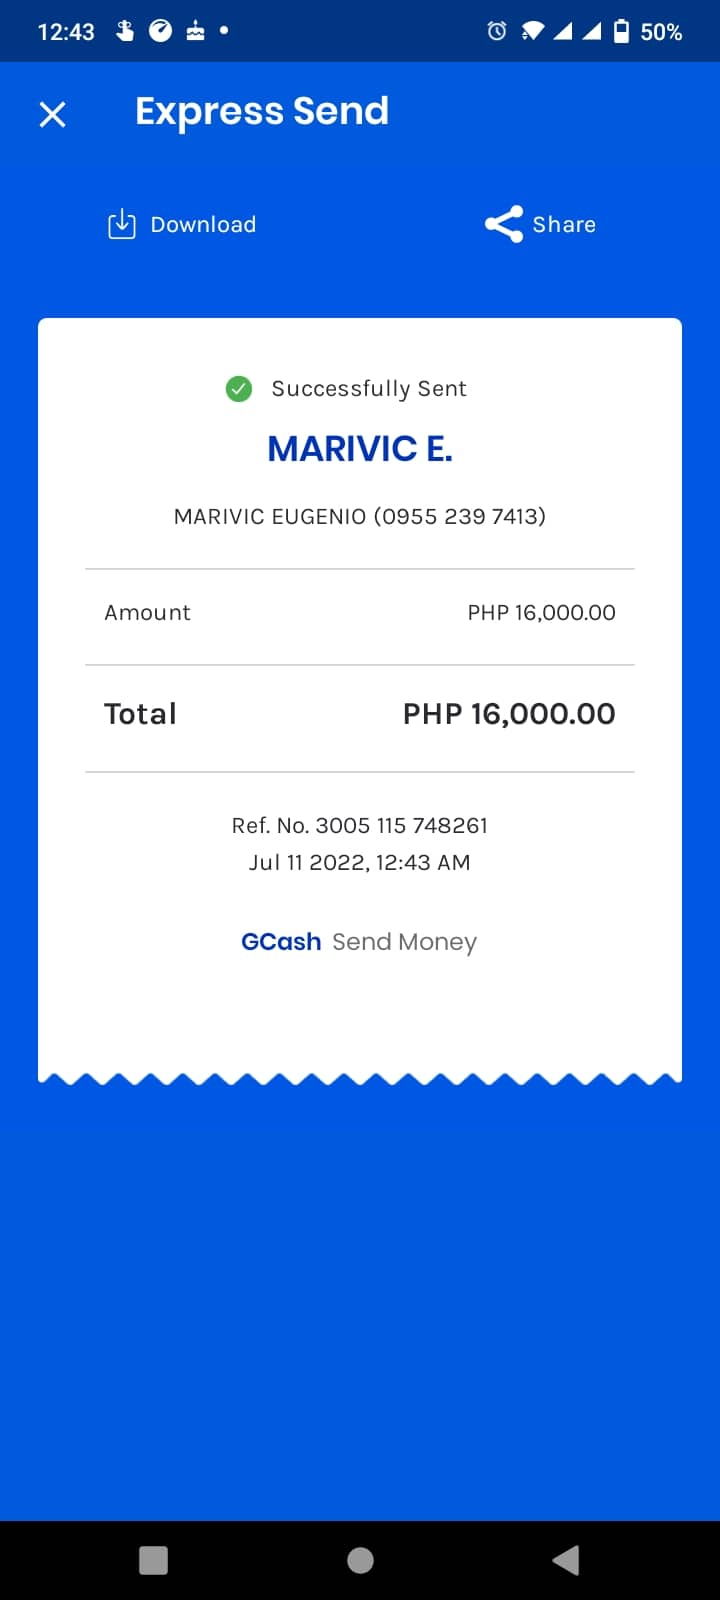 12:43 50%
Express Send
Download Share
Successfully Sent
MARIVIC E.
MARIVIC EUGENIO (0955 239 7413)
Amount PHP 16,000.00
Total PHP 16,000.00
Ref. No. 3005 115 748261
Jul 11 2022, 12:43 AM
GCash Send Money